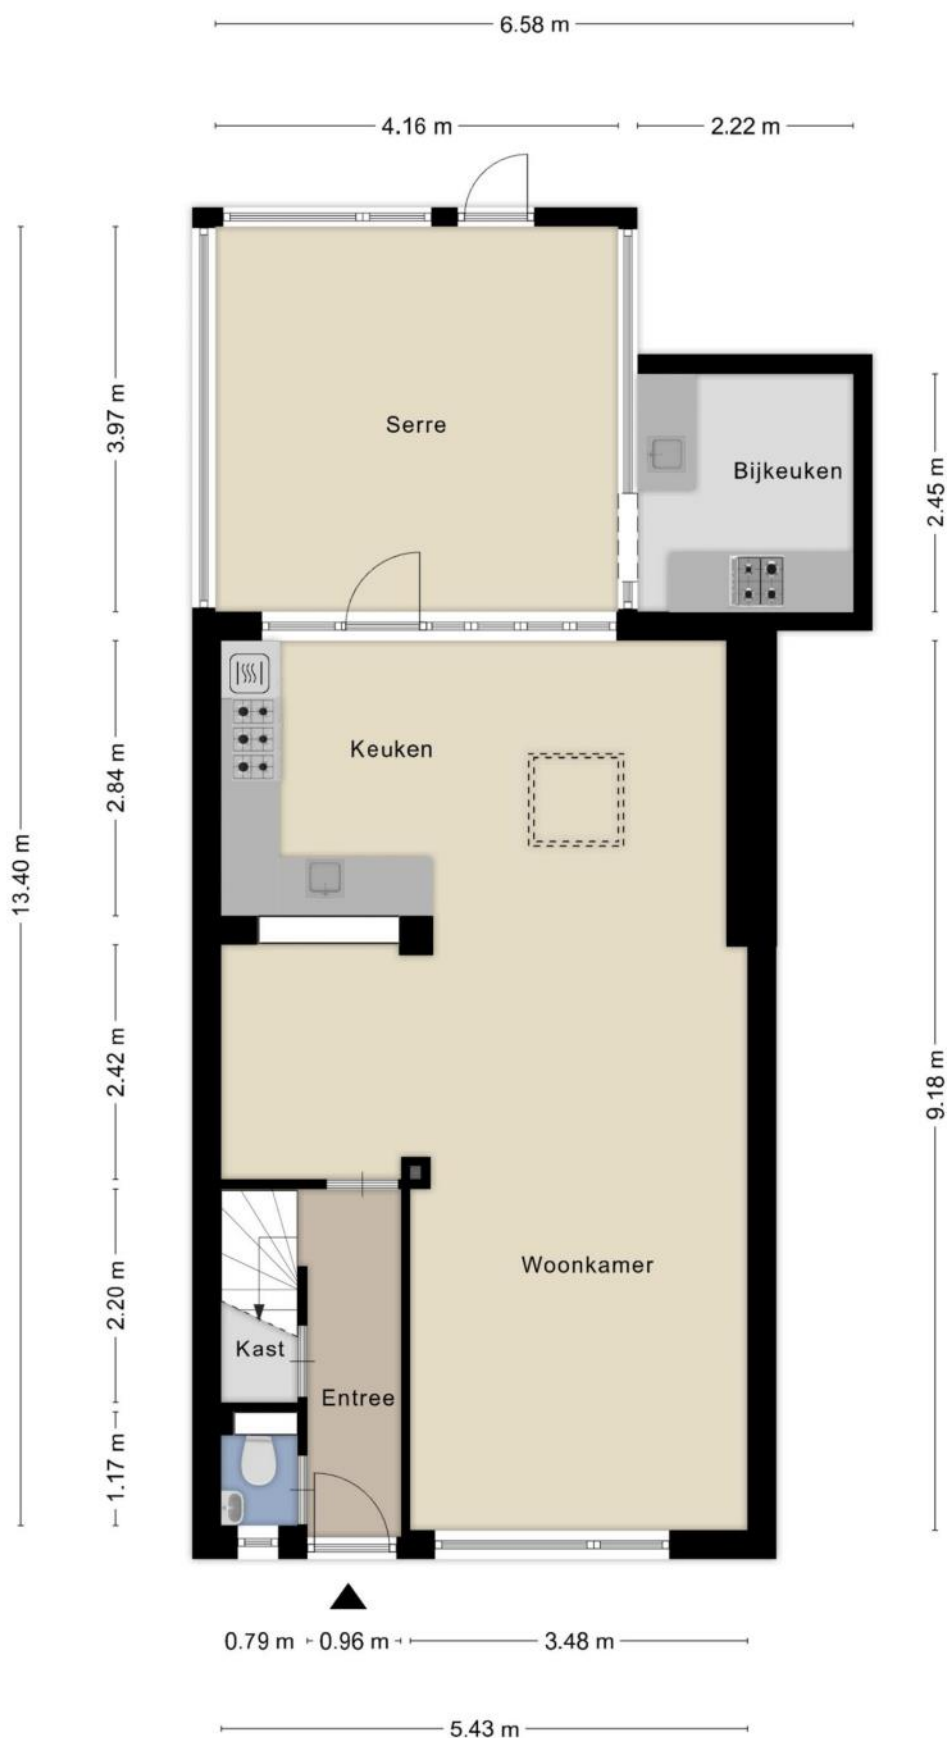 6.58 m
4.16 m
2.22 m
3.97 m
Serre
Bijkeuken
2.45 m
Keuken
2.84 m
13.40 m
2.42 m
9.18 m
Woonkamer
2.20 m
Kast
Entree
1.17 m
0.79 m
0.96 m
3.48 m
5.43 m